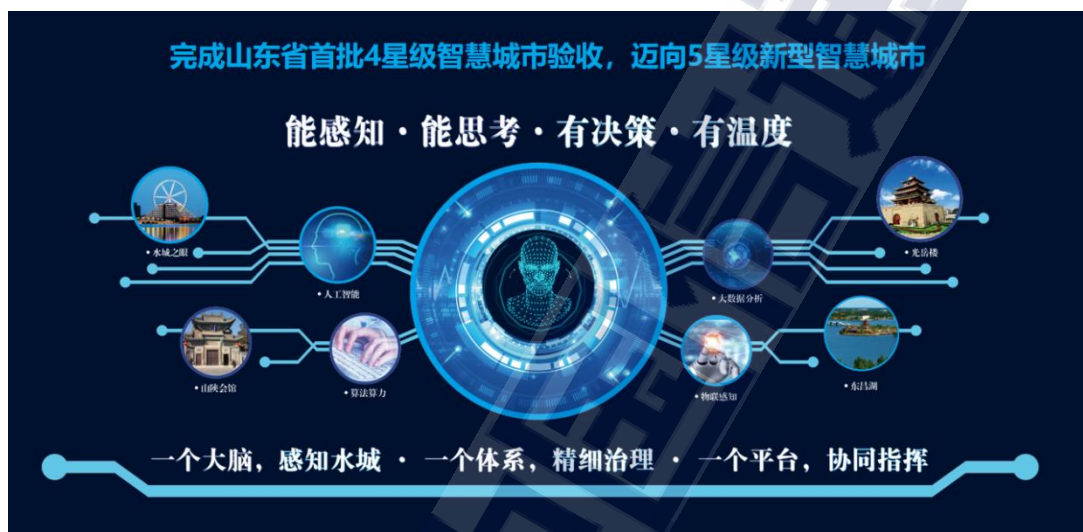 完成山东省首批4星级智慧城市验收，迈向5星级新型智慧城市
能感知·能思考·有决策·有温度
•水城之眼
•人工智能
•大数据分析
•光岳楼
•山陕会馆
•算法算力
•物联感知
•东昌湖
一个大脑，感知水城 · 一个体系，精细治理 · 一个平台，协同指挥